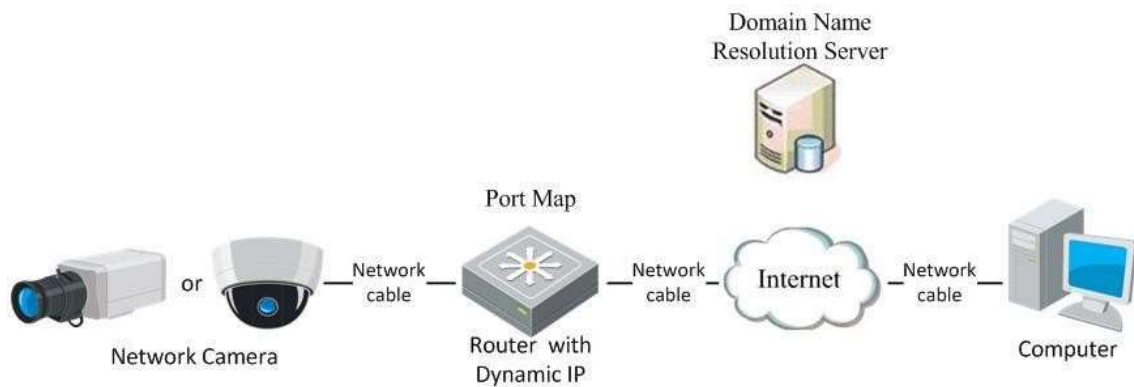 Domain Name
Resolution Server
Port Map
or
Network
cable
Network
cable
Internet
Network
cable
Network Camera
Router with
Dynamic IP
Computer